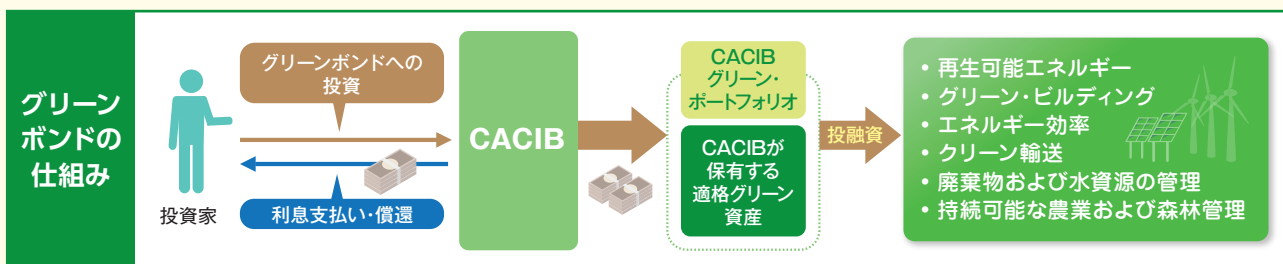 グリーン
ボンドの
仕組み
投資家
グリーンボンドへの
投資
利息支払い・償還
CACIB
CACIB
グリーン・
ポートフォリオ
CACIBが
保有する
適格グリーン
資産
投融資
• 再生可能エネルギー
• グリーン・ビルディング
• エネルギー効率
• クリーン輸送
• 廃棄物および水資源の管理
• 持続可能な農業および森林管理